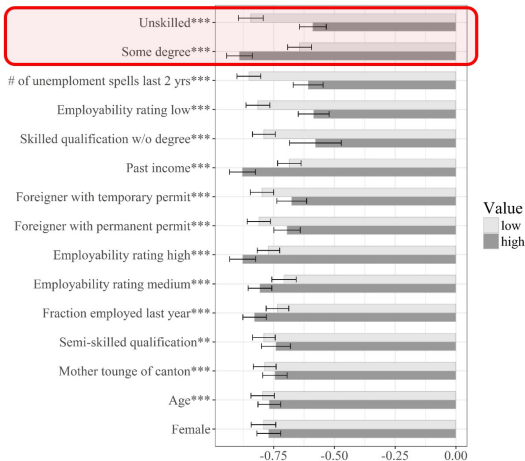 Unskilled***
Some degree***
# of unemploment spells last 2 yrs***
Employability rating low***
Skilled qualification w/o degree***
Past income***
Foreigner with temporary permit***
Foreigner with permanent permit***
Employability rating high***
Employability rating medium***
Fraction employed last year***
Semi-skilled qualification**
Mother tounge of canton***
Age***
Female
-0.75 -0.50 -0.25 0.00
Value
low
high